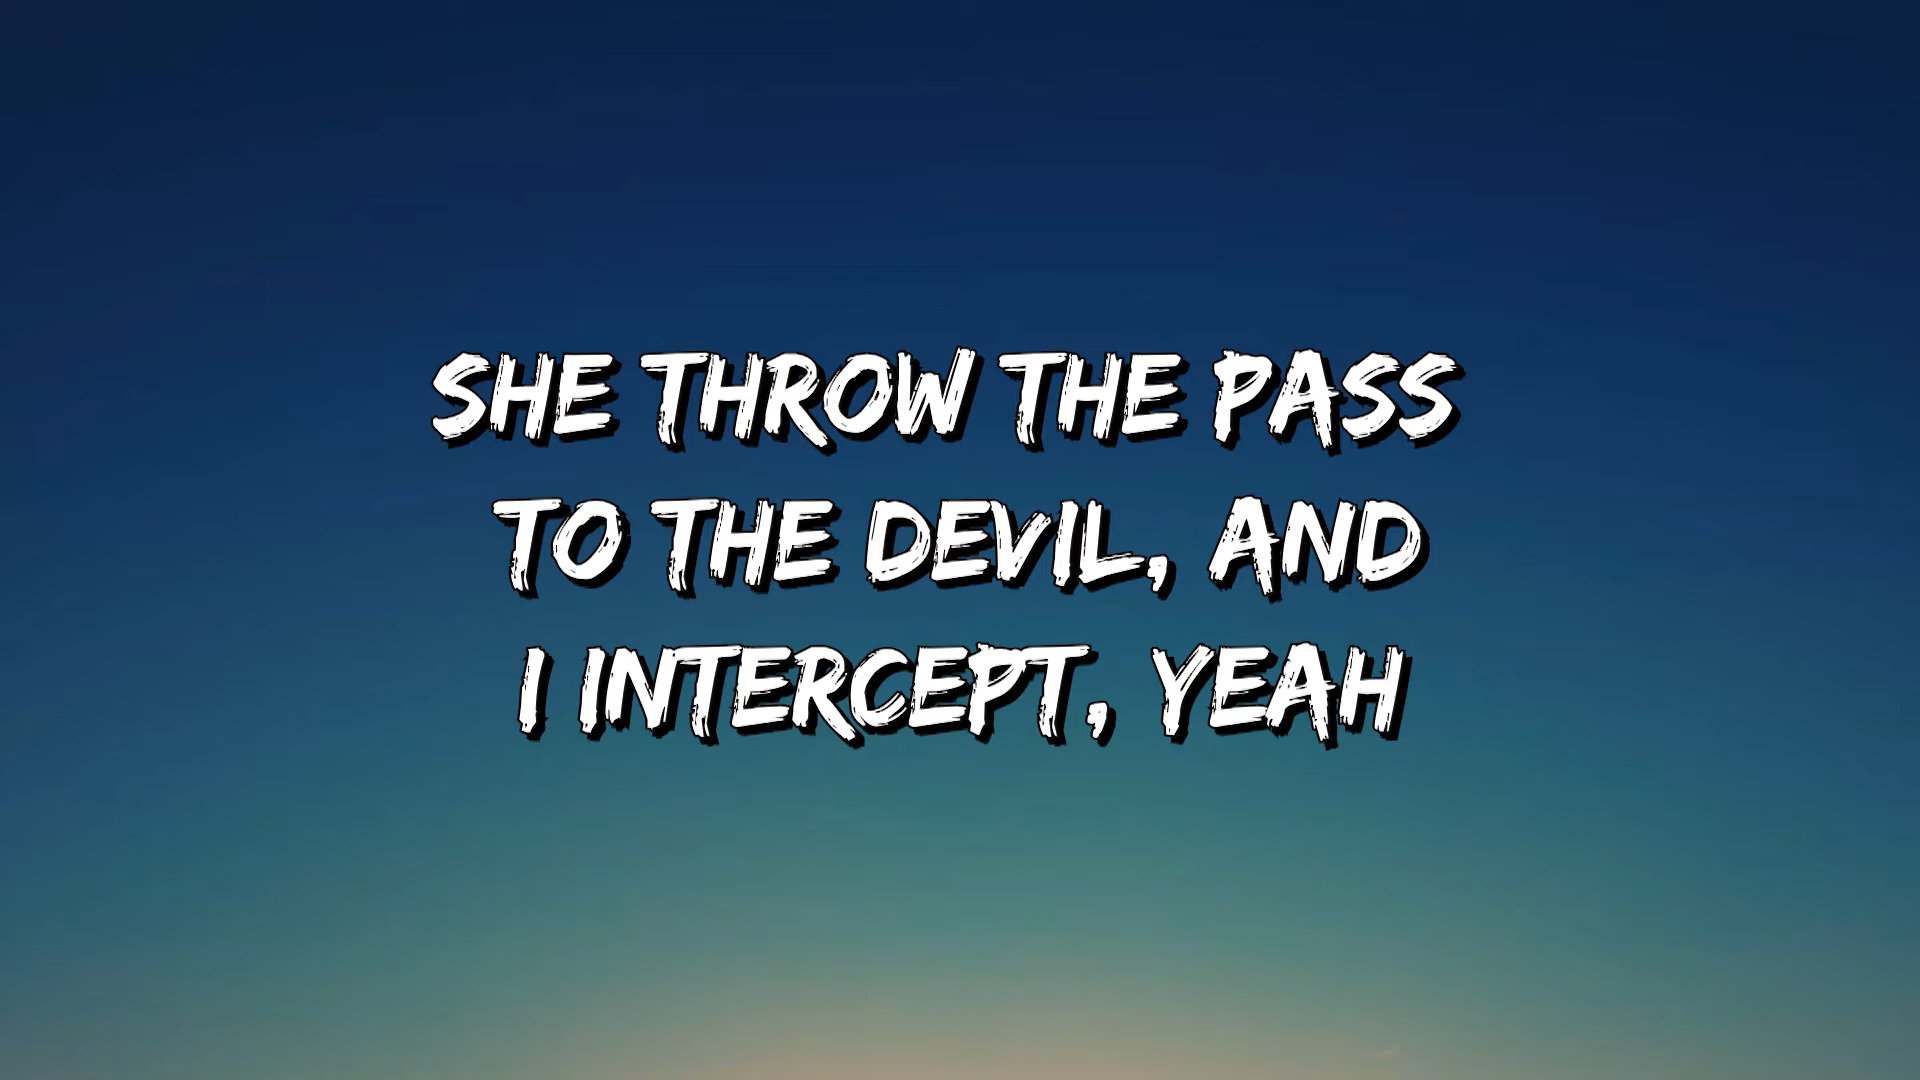 SHE THROW THE PASS
TO THE DEVIL, AND
I INTERCEPT, YEAH